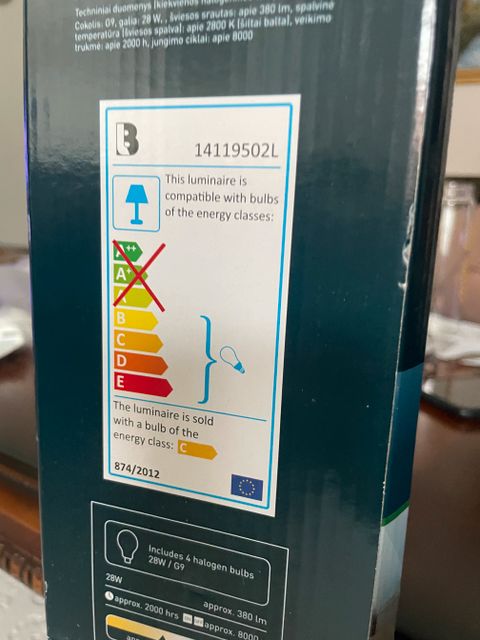 Techniniai duomenys (kiekvienos halogeninės
Cokolis: G9, galia: 28 W, , šviesos srautas: apie 380 lm, spalvinė
temperatūra (šviesos spalva): apie 2800 K (šiltai balta), veikimo
trukmė: apie 2000 h, jungimo ciklai: apie 8000
B
14119502L
This luminaire is
compatible with bulbs
of the energy classes:
A++
A+
A
B
C
D
E
The luminaire is sold
with a bulb of the
energy class: C
874/2012
Includes 4 halogen bulbs
28W / G9
28W
approx. 380 lm
approx. 2000 hrs
approx. 8000